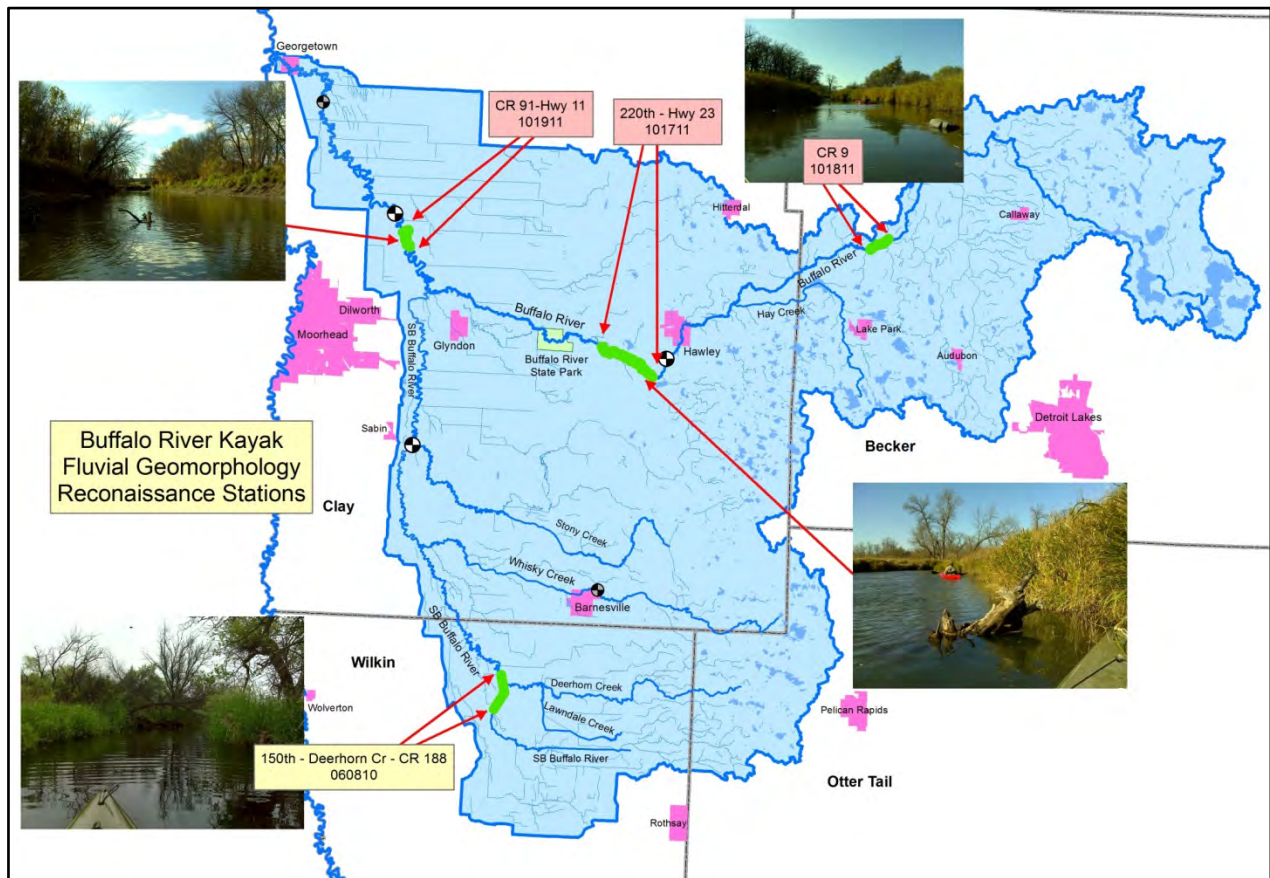 Georgetown
CR 91-Hwy 11
101911
220th - Hwy 23
101711
CR 9
101811
Hitterdal
Callaway
Buffalo River
Hay Creek
Dilworth
Moorhead
SB Buffalo River
Glyndon
Buffalo River
Buffalo River
State Park
Hawley
Lake Park
Audubon
Detroit Lakes
Sabin
Becker
Buffalo River Kayak
Fluvial Geomorphology
Reconaissance Stations
Clay
Stony Creek
Whisky Creek
Barnesville
SB Buffalo River
Wilkin
Wolverton
Deerhorn Creek
Lawndale Creek
Pelican Rapids
150th - Deerhorn Cr - CR 188
060810
SB Buffalo River
Otter Tail
Rothsay